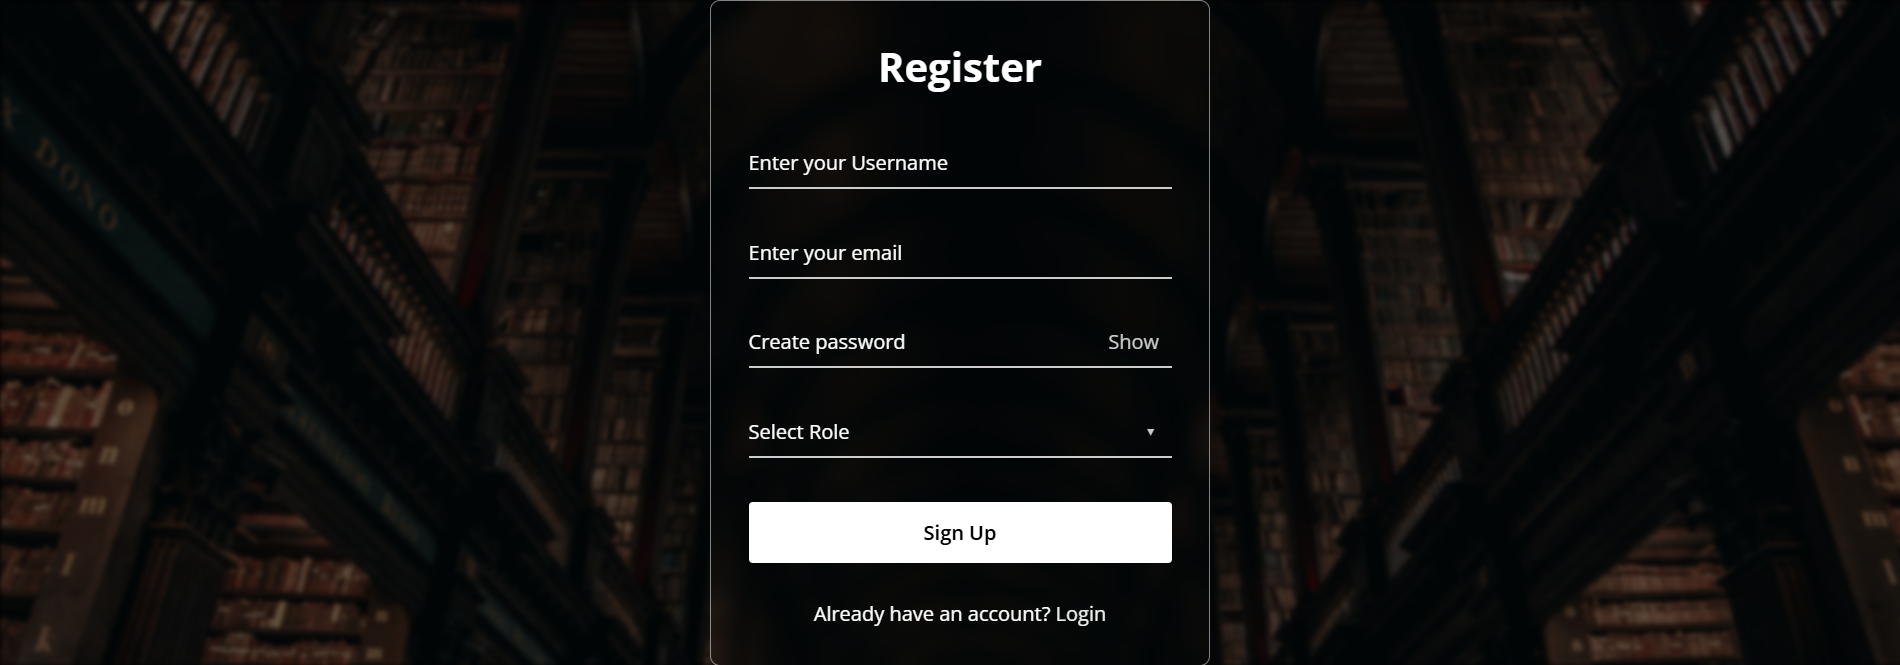 Register
Enter your Username
Enter your email
Create password Show
Select Role
Sign Up
Already have an account? Login
DONO
o
n
m
l
k